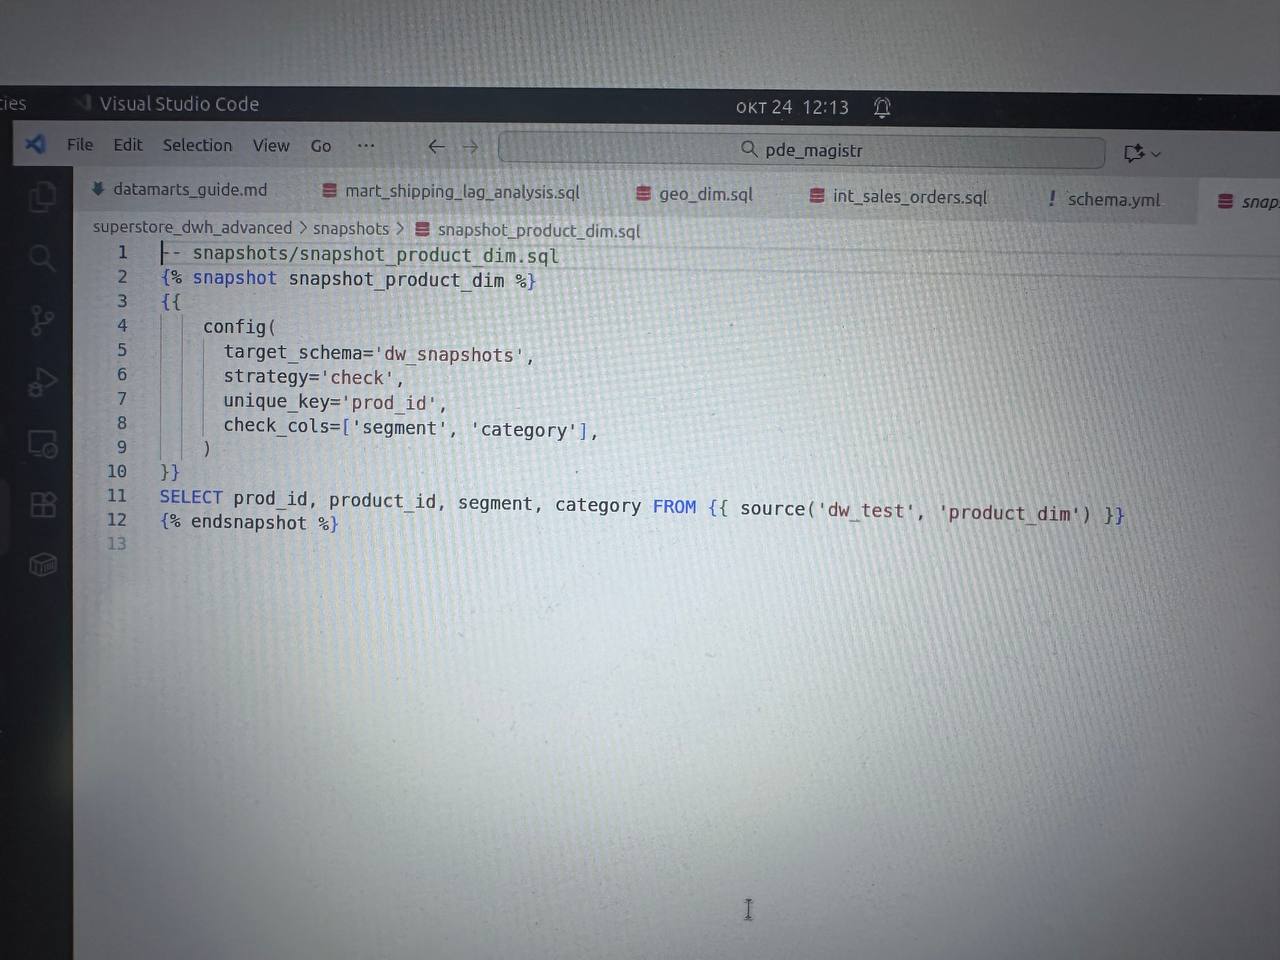 Visual Studio Code
окт 24 12:13
File Edit Selection View Go ···
pde_magistr
datamarts_guide.md mart_shipping_lag_analysis.sql geo_dim.sql int_sales_orders.sql ! schema.yml
superstore_dwh_advanced > snapshots > snapshot_product_dim.sql
1 -- snapshots/snapshot_product_dim.sql
2 {% snapshot snapshot_product_dim %}
3 {{
4 config(
5 target_schema='dw_snapshots',
6 strategy='check',
7 unique_key='prod_id',
8 check_cols=['segment', 'category'],
9 )
10 }}
11 SELECT prod_id, product_id, segment, category FROM {{ source('dw_test', 'product_dim') }}
12 {% endsnapshot %}
13